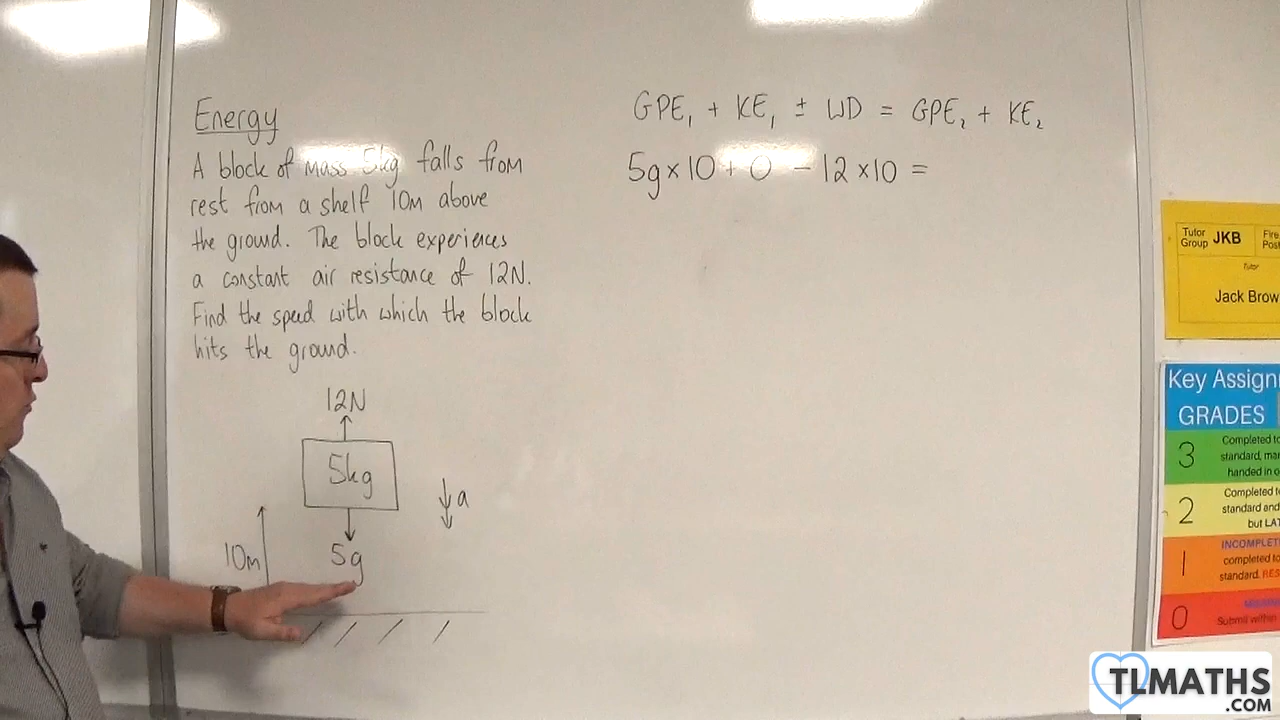 Energy
A block of mass 5kg falls from
rest from a shelf 10m above
the ground. The block experiences
a constant air resistance of 12N.
Find the speed with which the block
hits the ground.
12N
5kg
a
10m
5g
GPE₁ + KE₁ ± WD = GPE₂ + KE₂
5g × 10 + 0 - 12 × 10 =
Tutor
Group JKB
Tutor
Jack Brow
Key Assign
GRADES
3
Completed to
standard,
handed in
2
Completed to
standard and
but LAT
1
INCOMPLET
completed to
standard. RES
0
Submit within
TLMATHS
.COM